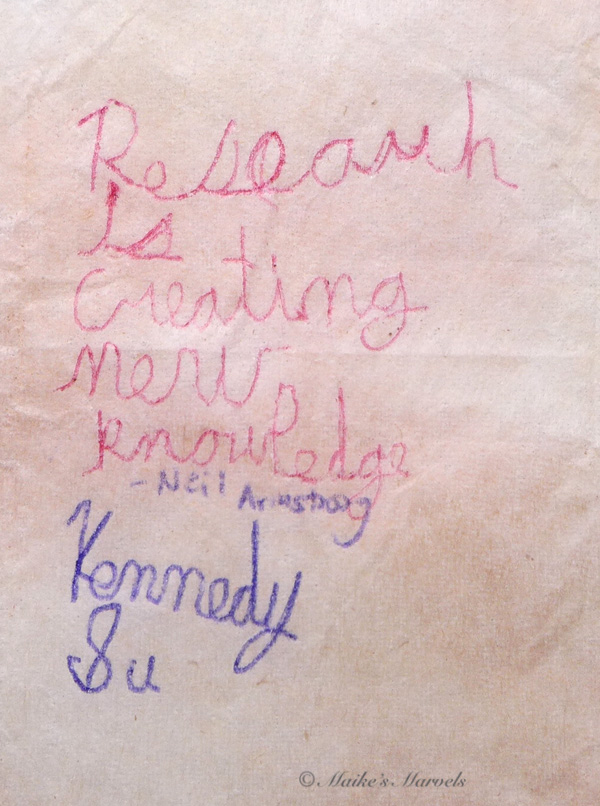 Research
Is
creating
new
knowledge
- Neil Armstrong
Kennedy
Su
© Maike's Marvels